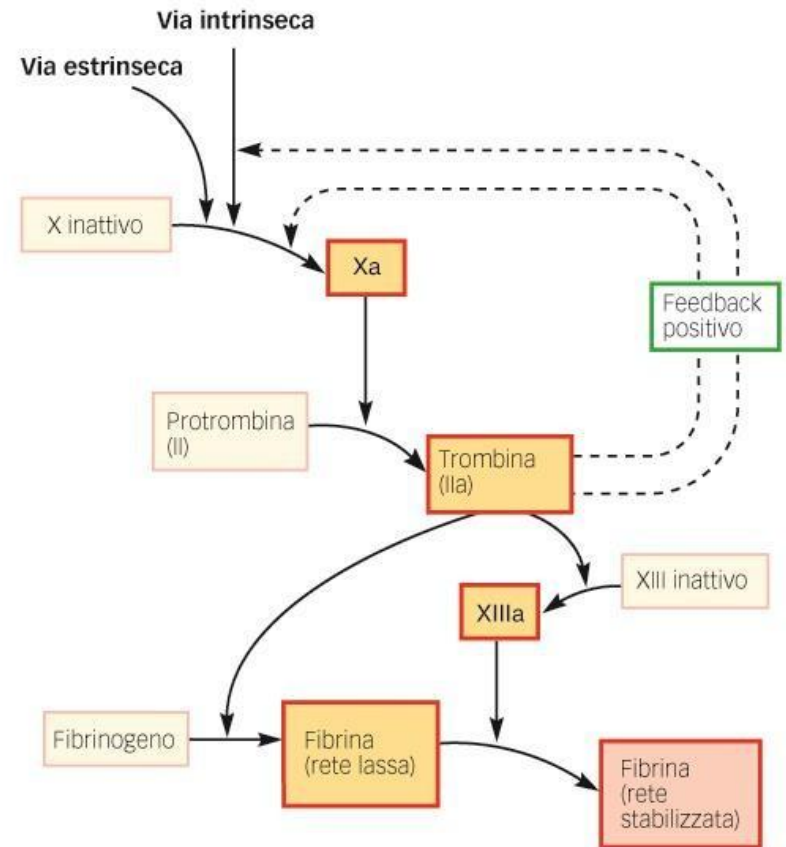 Via intrinseca
Via estrinseca
X inattivo
Xa
Feedback
positivo
Protrombina
(II)
Trombina
(IIa)
XIII inattivo
XIIIa
Fibrinogeno
Fibrina
(rete lassa)
Fibrina
(rete
stabilizzata)